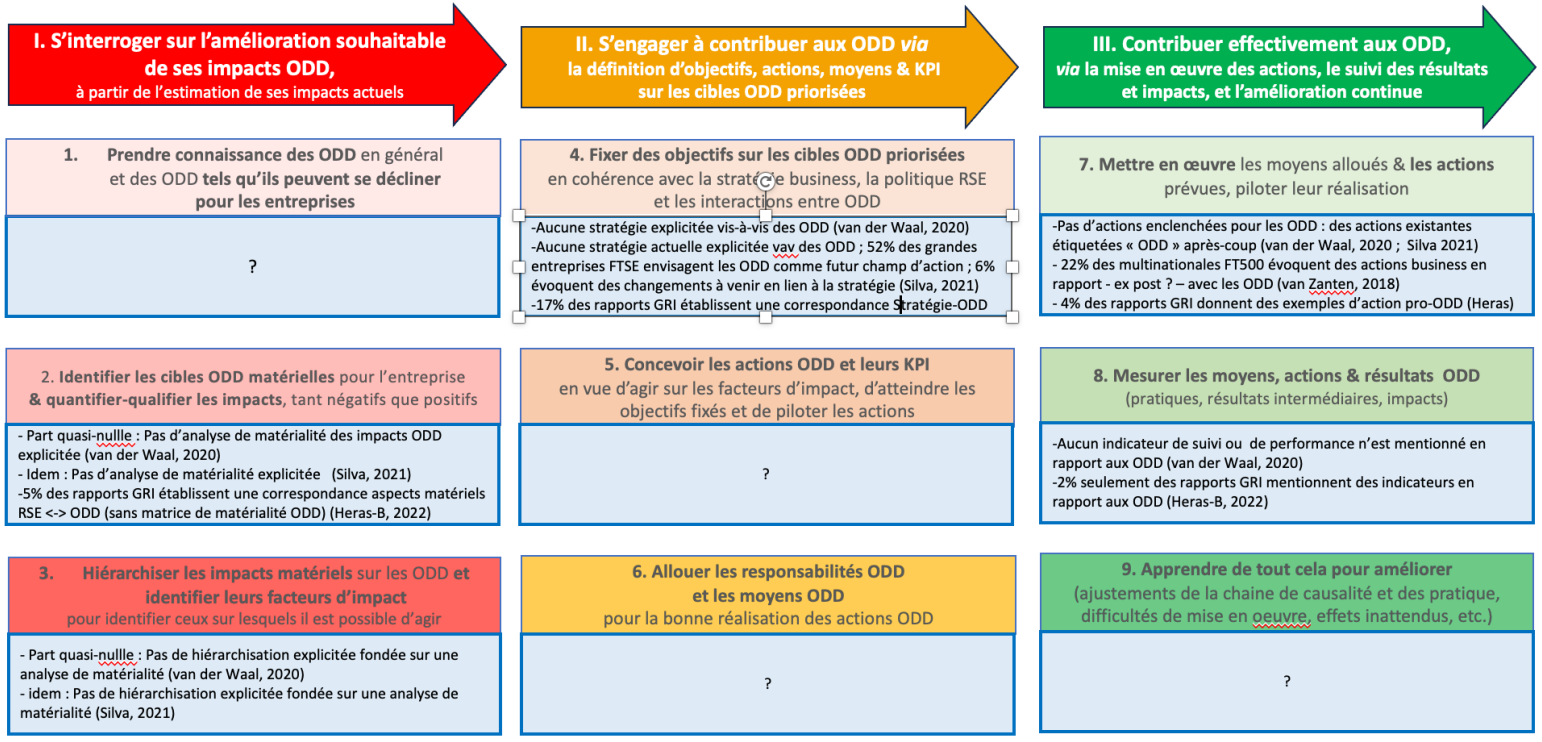 I. S'interroger sur l'amélioration souhaitable
de ses impacts ODD,
à partir de l'estimation de ses impacts actuels
II. S'engager à contribuer aux ODD via
la définition d'objectifs, actions, moyens & KPI
sur les cibles ODD priorisées
III. Contribuer effectivement aux ODD,
via la mise en œuvre des actions, le suivi des résultats
et impacts, et l'amélioration continue
1. Prendre connaissance des ODD en général
et des ODD tels qu'ils peuvent se décliner
pour les entreprises
?
4. Fixer des objectifs sur les cibles ODD priorisées
en cohérence avec la stratégie business, la politique RSE
et les interactions entre ODD
-Aucune stratégie explicitée vis-à-vis des ODD (van der Waal, 2020)
-Aucune stratégie actuelle explicitée vav des ODD ; 52% des grandes
entreprises FTSE envisagent les ODD comme futur champ d'action ; 6%
évoquent des changements à venir en lien à la stratégie (Silva, 2021)
-17% des rapports GRI établissent une correspondance Stratégie-ODD
7. Mettre en œuvre les moyens alloués & les actions
prévues, piloter leur réalisation
-Pas d'actions enclenchées pour les ODD : des actions existantes
étiquetées « ODD » après-coup (van der Waal, 2020 ; Silva 2021)
- 22% des multinationales FT500 évoquent des actions business en
rapport - ex post ? – avec les ODD (van Zanten, 2018)
- 4% des rapports GRI donnent des exemples d'action pro-ODD (Heras)
2. Identifier les cibles ODD matérielles pour l'entreprise
& quantifier-qualifier les impacts, tant négatifs que positifs
- Part quasi-nullle : Pas d'analyse de matérialité des impacts ODD
explicitée (van der Waal, 2020)
- Idem : Pas d'analyse de matérialité explicitée (Silva, 2021)
-5% des rapports GRI établissent une correspondance aspects matériels
RSE <-> ODD (sans matrice de matérialité ODD) (Heras-B, 2022)
5. Concevoir les actions ODD et leurs KPI
en vue d'agir sur les facteurs d'impact, d'atteindre les
objectifs fixés et de piloter les actions
?
8. Mesurer les moyens, actions & résultats ODD
(pratiques, résultats intermédiaires, impacts)
-Aucun indicateur de suivi ou de performance n'est mentionné en
rapport aux ODD (van der Waal, 2020)
-2% seulement des rapports GRI mentionnent des indicateurs en
rapport aux ODD (Heras-B, 2022)
3. Hiérarchiser les impacts matériels sur les ODD et
identifier leurs facteurs d'impact
pour identifier ceux sur lesquels il est possible d'agir
- Part quasi-nullle : Pas de hiérarchisation explicitée fondée sur une
analyse de matérialité (van der Waal, 2020)
- idem : Pas de hiérarchisation explicitée fondée sur une analyse de
matérialité (Silva, 2021)
6. Allouer les responsabilités ODD
et les moyens ODD
pour la bonne réalisation des actions ODD
?
9. Apprendre de tout cela pour améliorer
(ajustements de la chaine de causalité et des pratique,
difficultés de mise en oeuvre, effets inattendus, etc.)
?